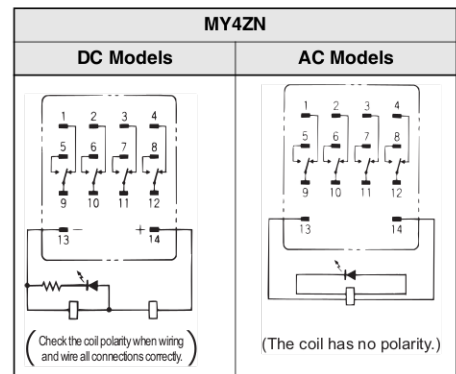 MY4ZN
DC Models AC Models
1 2 3 4
5 6 7 8
9 10 11 12
13 − + 14
(Check the coil polarity when wiring
and wire all connections correctly.)
1 2 3 4
5 6 7 8
9 10 11 12
13 14
(The coil has no polarity.)